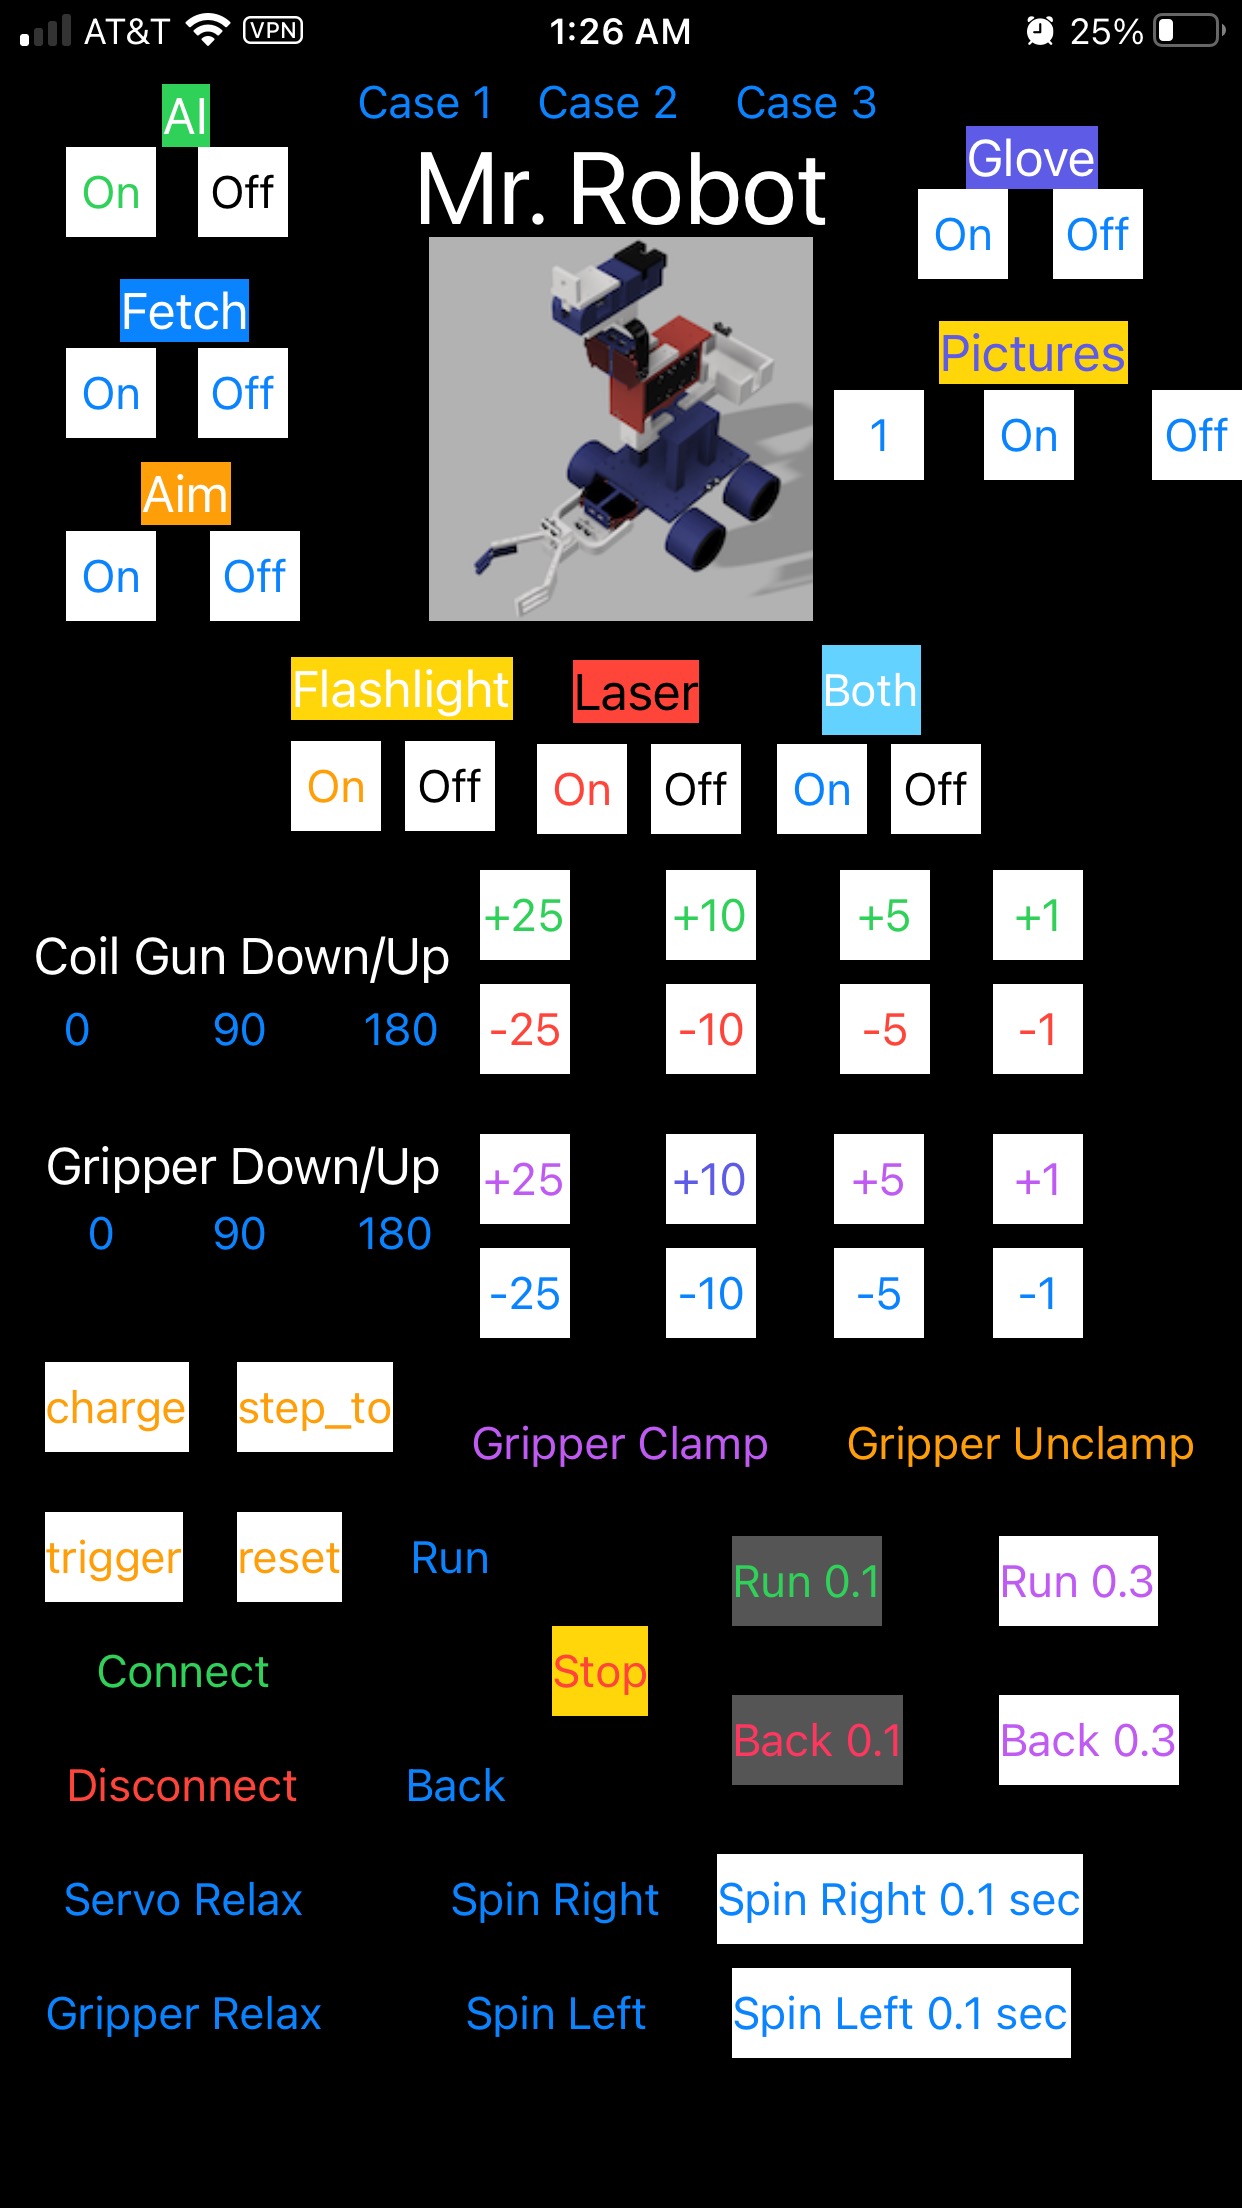 AT&T VPN 1:26 AM 25%
Case 1 Case 2 Case 3
AI
On Off
Mr. Robot
Glove
On Off
Fetch
On Off
Pictures
1 On Off
Aim
On Off
Flashlight Laser Both
On Off On Off On Off
+25 +10 +5 +1
Coil Gun Down/Up
0 90 180
-25 -10 -5 -1
Gripper Down/Up
+25 +10 +5 +1
0 90 180
-25 -10 -5 -1
charge step_to
Gripper Clamp Gripper Unclamp
trigger reset Run
Run 0.1 Run 0.3
Connect Stop
Back 0.1 Back 0.3
Disconnect Back
Servo Relax Spin Right Spin Right 0.1 sec
Gripper Relax Spin Left Spin Left 0.1 sec